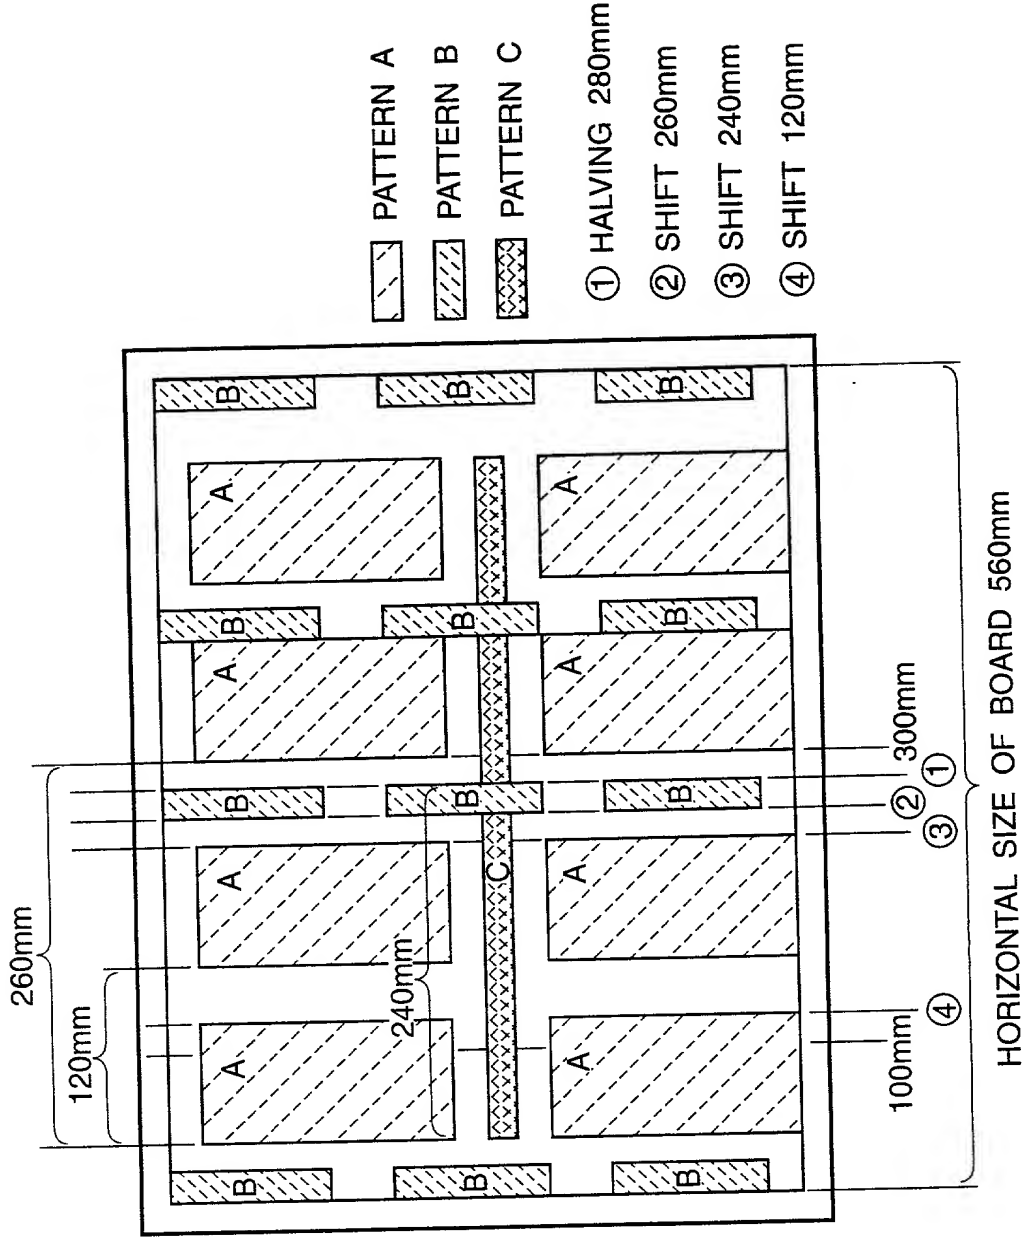 260mm
120mm
B A A B A B A B
240mm
B B B B
C
A A A A
B B B B
100mm 300mm
④ ③ ② ①
HORIZONTAL SIZE OF BOARD 560mm
PATTERN A
PATTERN B
PATTERN C
① HALVING 280mm
② SHIFT 260mm
③ SHIFT 240mm
④ SHIFT 120mm